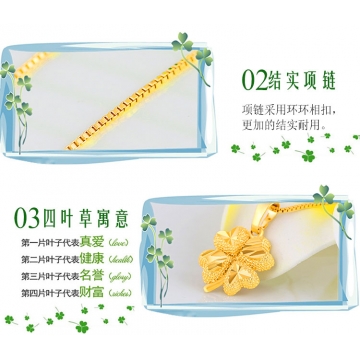 02结实项链
项链采用环环相扣,
更加的结实耐用。
03四叶草寓意
第一片叶子代表真爱(love)
第二片叶子代表健康(health)
第三片叶子代表名誉(glory)
第四片叶子代表财富(riches)